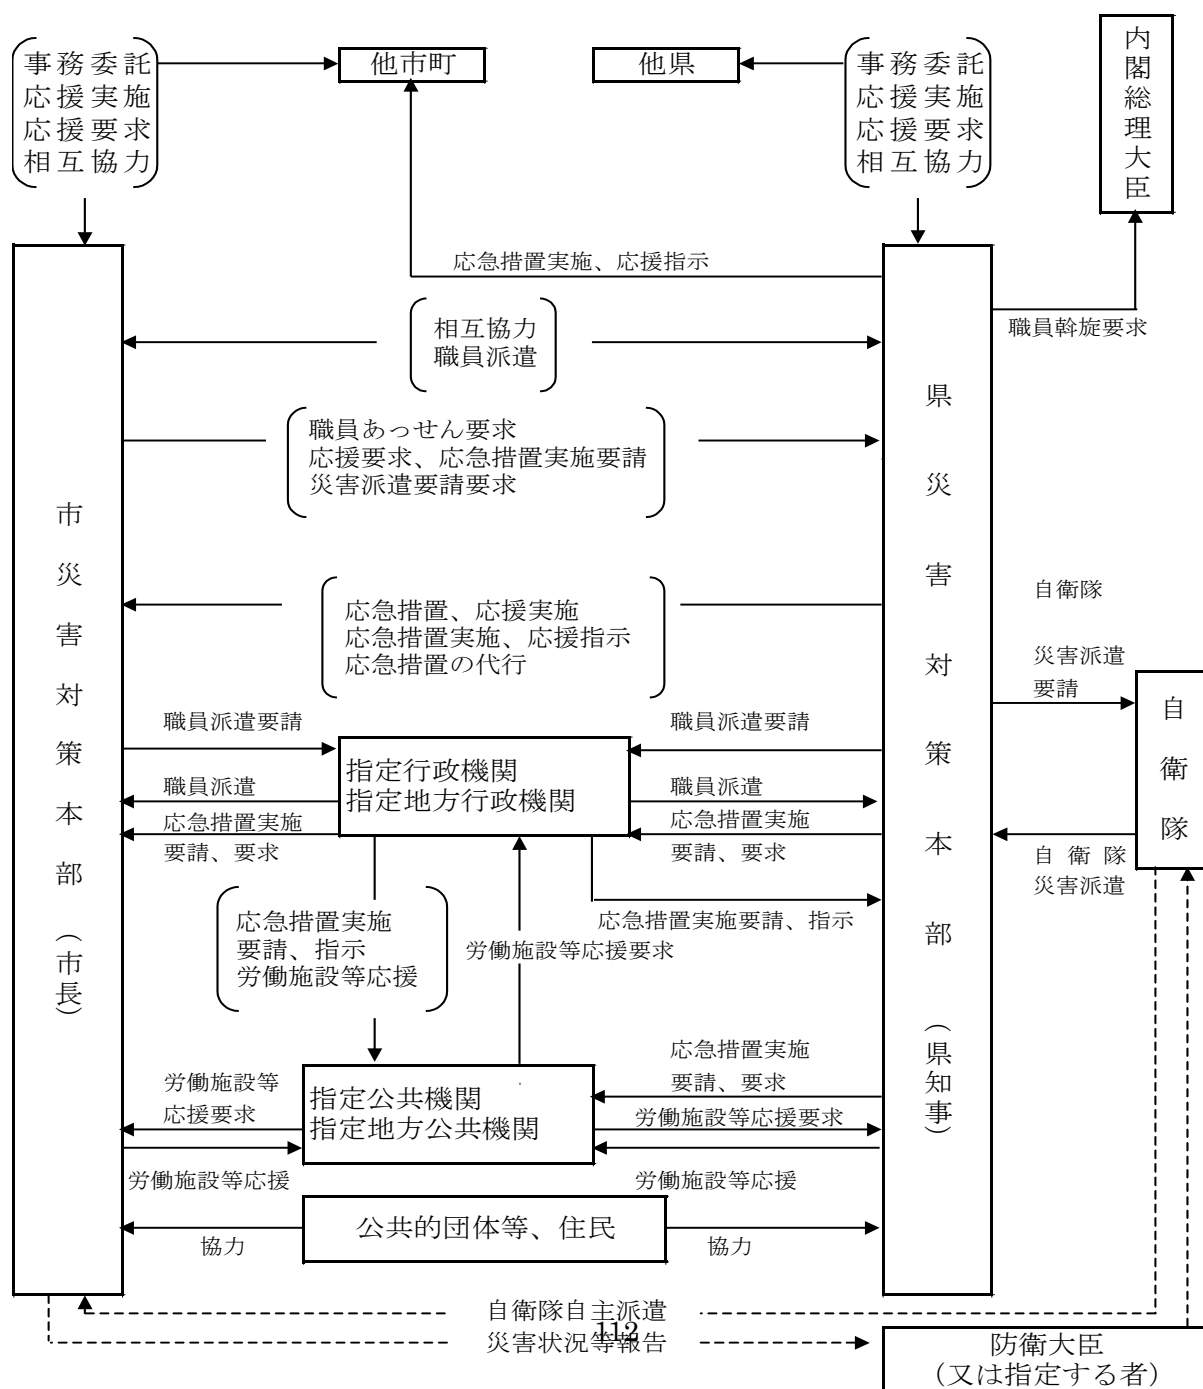 事務委託
応援実施
応援要求
相互協力
他市町
他県
事務委託
応援実施
応援要求
相互協力
内閣総理大臣
応急措置実施、応援指示
相互協力
職員派遣
職員斡旋要求
職員あっせん要求
応援要求、応急措置実施要請
災害派遣要請要求
市災害対策本部（市長）
県災害対策本部（県知事）
応急措置、応援実施
応急措置実施、応援指示
応急措置の代行
自衛隊
災害派遣
要請
自衛隊
職員派遣要請
職員派遣要請
指定行政機関
指定地方行政機関
職員派遣
職員派遣
応急措置実施
要請、要求
応急措置実施
要請、要求
自衛隊
災害派遣
応急措置実施
要請、指示
労働施設等応援
応急措置実施要請、指示
労働施設等応援要求
応急措置実施
要請、要求
労働施設等
応援要求
指定公共機関
指定地方公共機関
労働施設等応援要求
労働施設等応援
労働施設等応援
公共的団体等、住民
協力
協力
自衛隊自主派遣
災害状況等報告
112
防衛大臣
（又は指定する者）